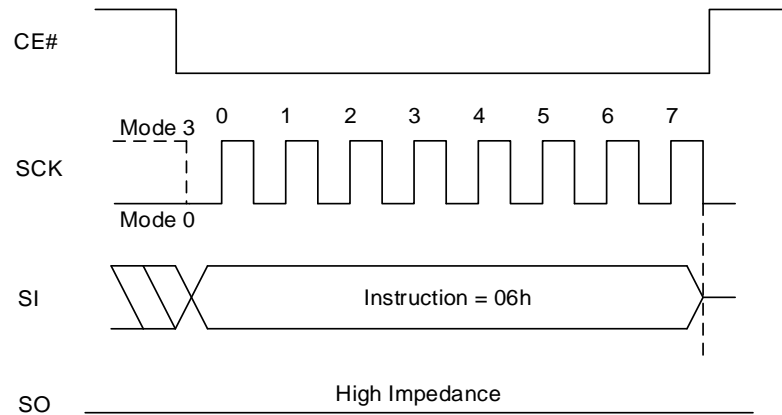 CE#
0 1 2 3 4 5 6 7
Mode 3
SCK
Mode 0
SI
Instruction = 06h
High Impedance
SO